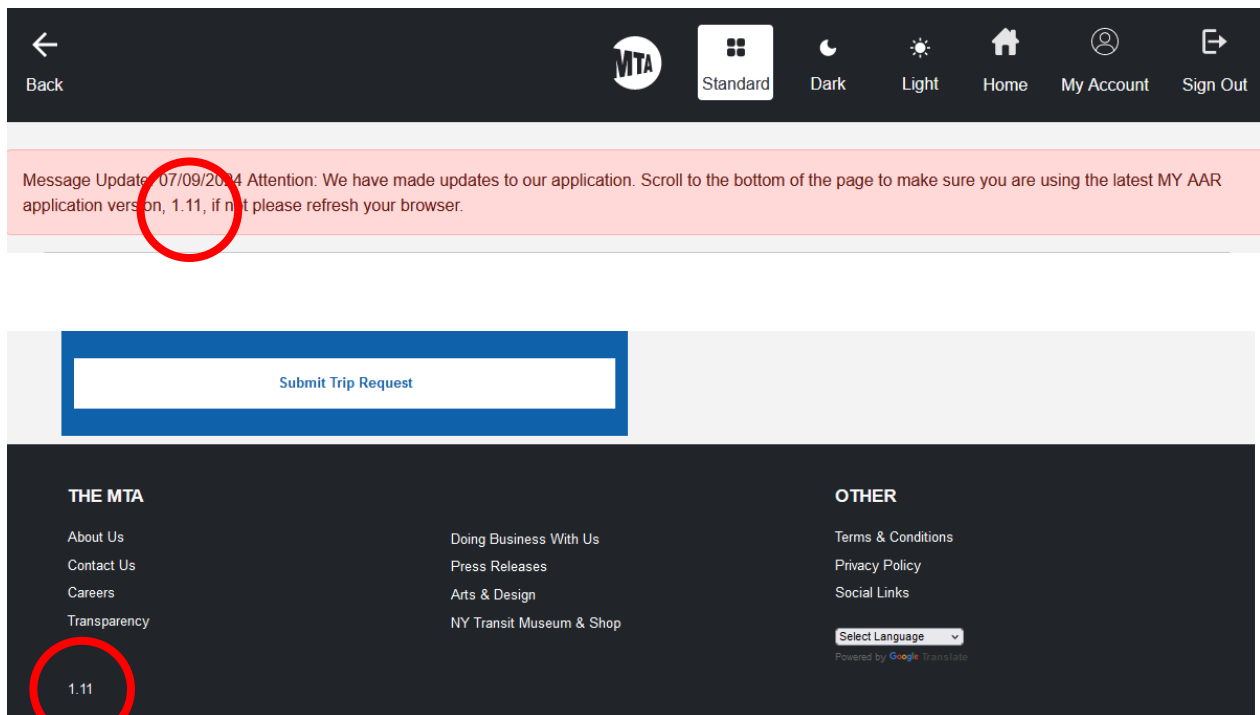 Back
MTA
Standard
Dark
Light
Home
My Account
Sign Out
Message Update: 07/09/2024 Attention: We have made updates to our application. Scroll to the bottom of the page to make sure you are using the latest MY AAR
application version, 1.11, if not please refresh your browser.
Submit Trip Request
THE MTA
About Us
Contact Us
Careers
Transparency
1.11
Doing Business With Us
Press Releases
Arts & Design
NY Transit Museum & Shop
OTHER
Terms & Conditions
Privacy Policy
Social Links
Select Language
Powered by Google Translate